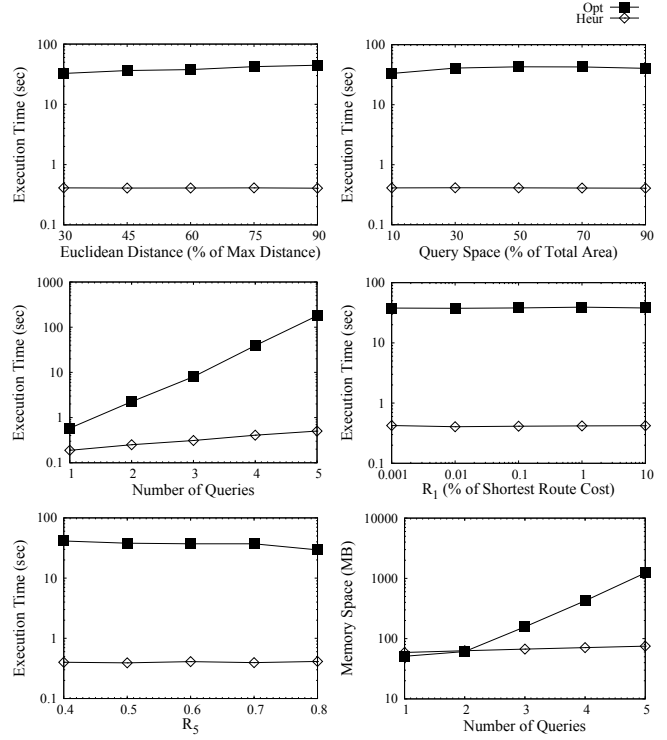 Opt
Heur
Execution Time (sec)
100
10
1
0.1
30 45 60 75 90
Euclidean Distance (% of Max Distance)
Execution Time (sec)
100
10
1
0.1
10 30 50 70 90
Query Space (% of Total Area)
Execution Time (sec)
1000
100
10
1
0.1
1 2 3 4 5
Number of Queries
Execution Time (sec)
100
10
1
0.1
0.001 0.01 0.1 1 10
R1 (% of Shortest Route Cost)
Execution Time (sec)
100
10
1
0.1
0.4 0.5 0.6 0.7 0.8
R5
Memory Space (MB)
10000
1000
100
10
1 2 3 4 5
Number of Queries